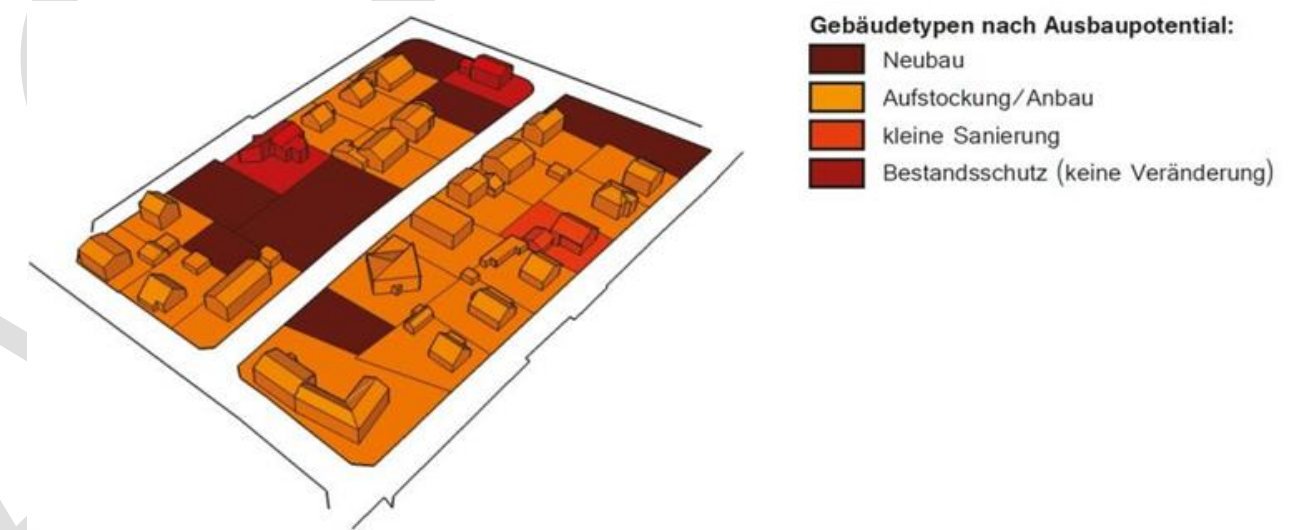 Gebäudetypen nach Ausbaupotential:
Neubau
Aufstockung/Anbau
kleine Sanierung
Bestandsschutz (keine Veränderung)